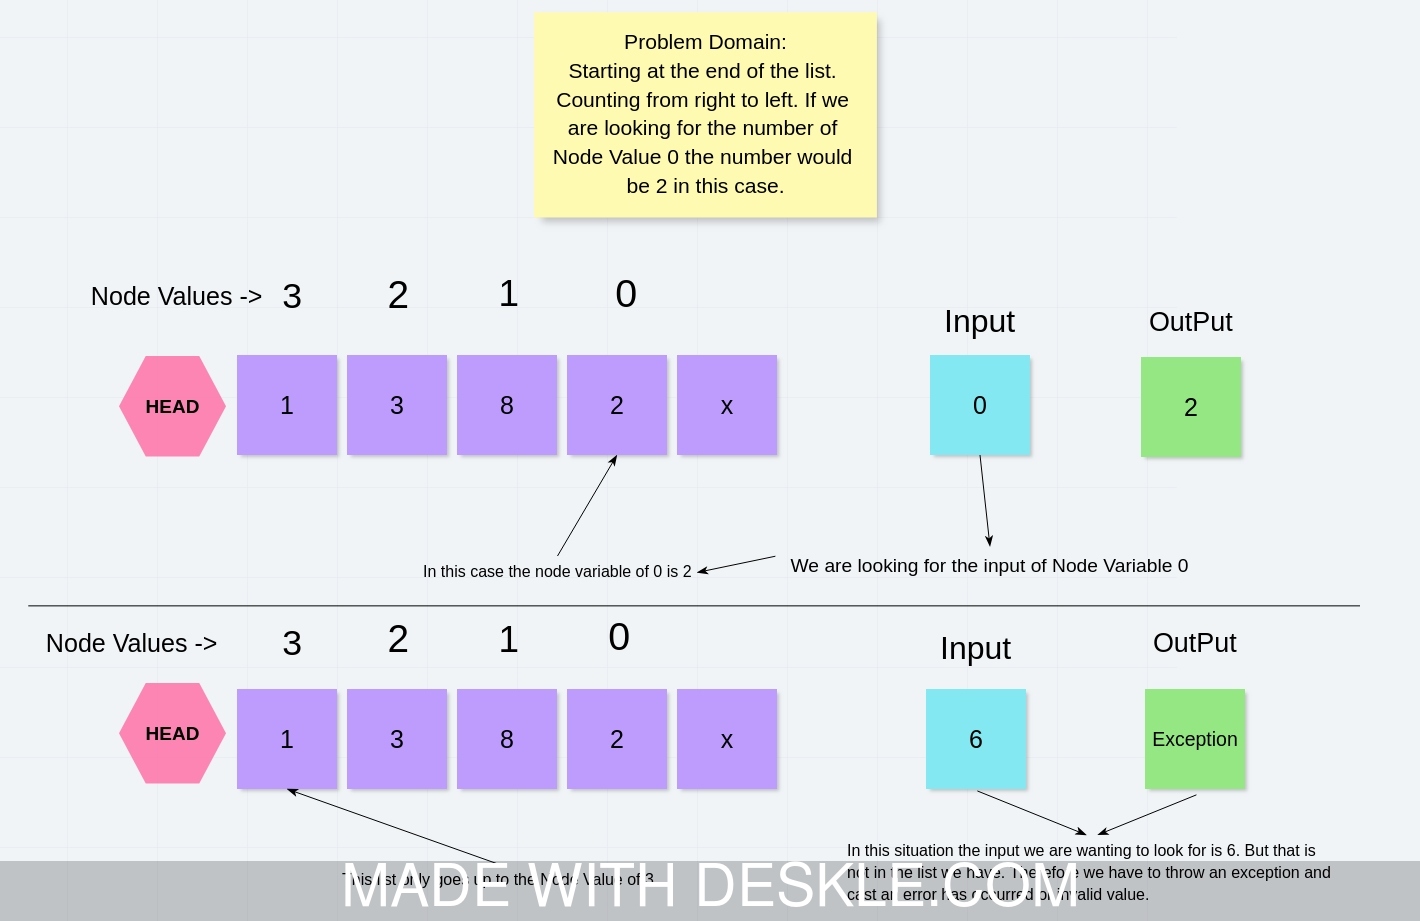 Problem Domain:
Starting at the end of the list.
Counting from right to left. If we
are looking for the number of
Node Value 0 the number would
be 2 in this case.
Node Values -> 3 2 1 0
Input OutPut
HEAD 1 3 8 2 x 0 2
In this case the node variable of 0 is 2
We are looking for the input of Node Variable 0
Node Values -> 3 2 1 0
Input OutPut
HEAD 1 3 8 2 x 6 Exception
In this situation the input we are wanting to look for is 6. But that is
not in the list we have. Therefore we have to throw an exception and
cast an error has occurred or invalid value.
This list only goes up to the Node Value of 3
MADE WITH DESKLE.COM